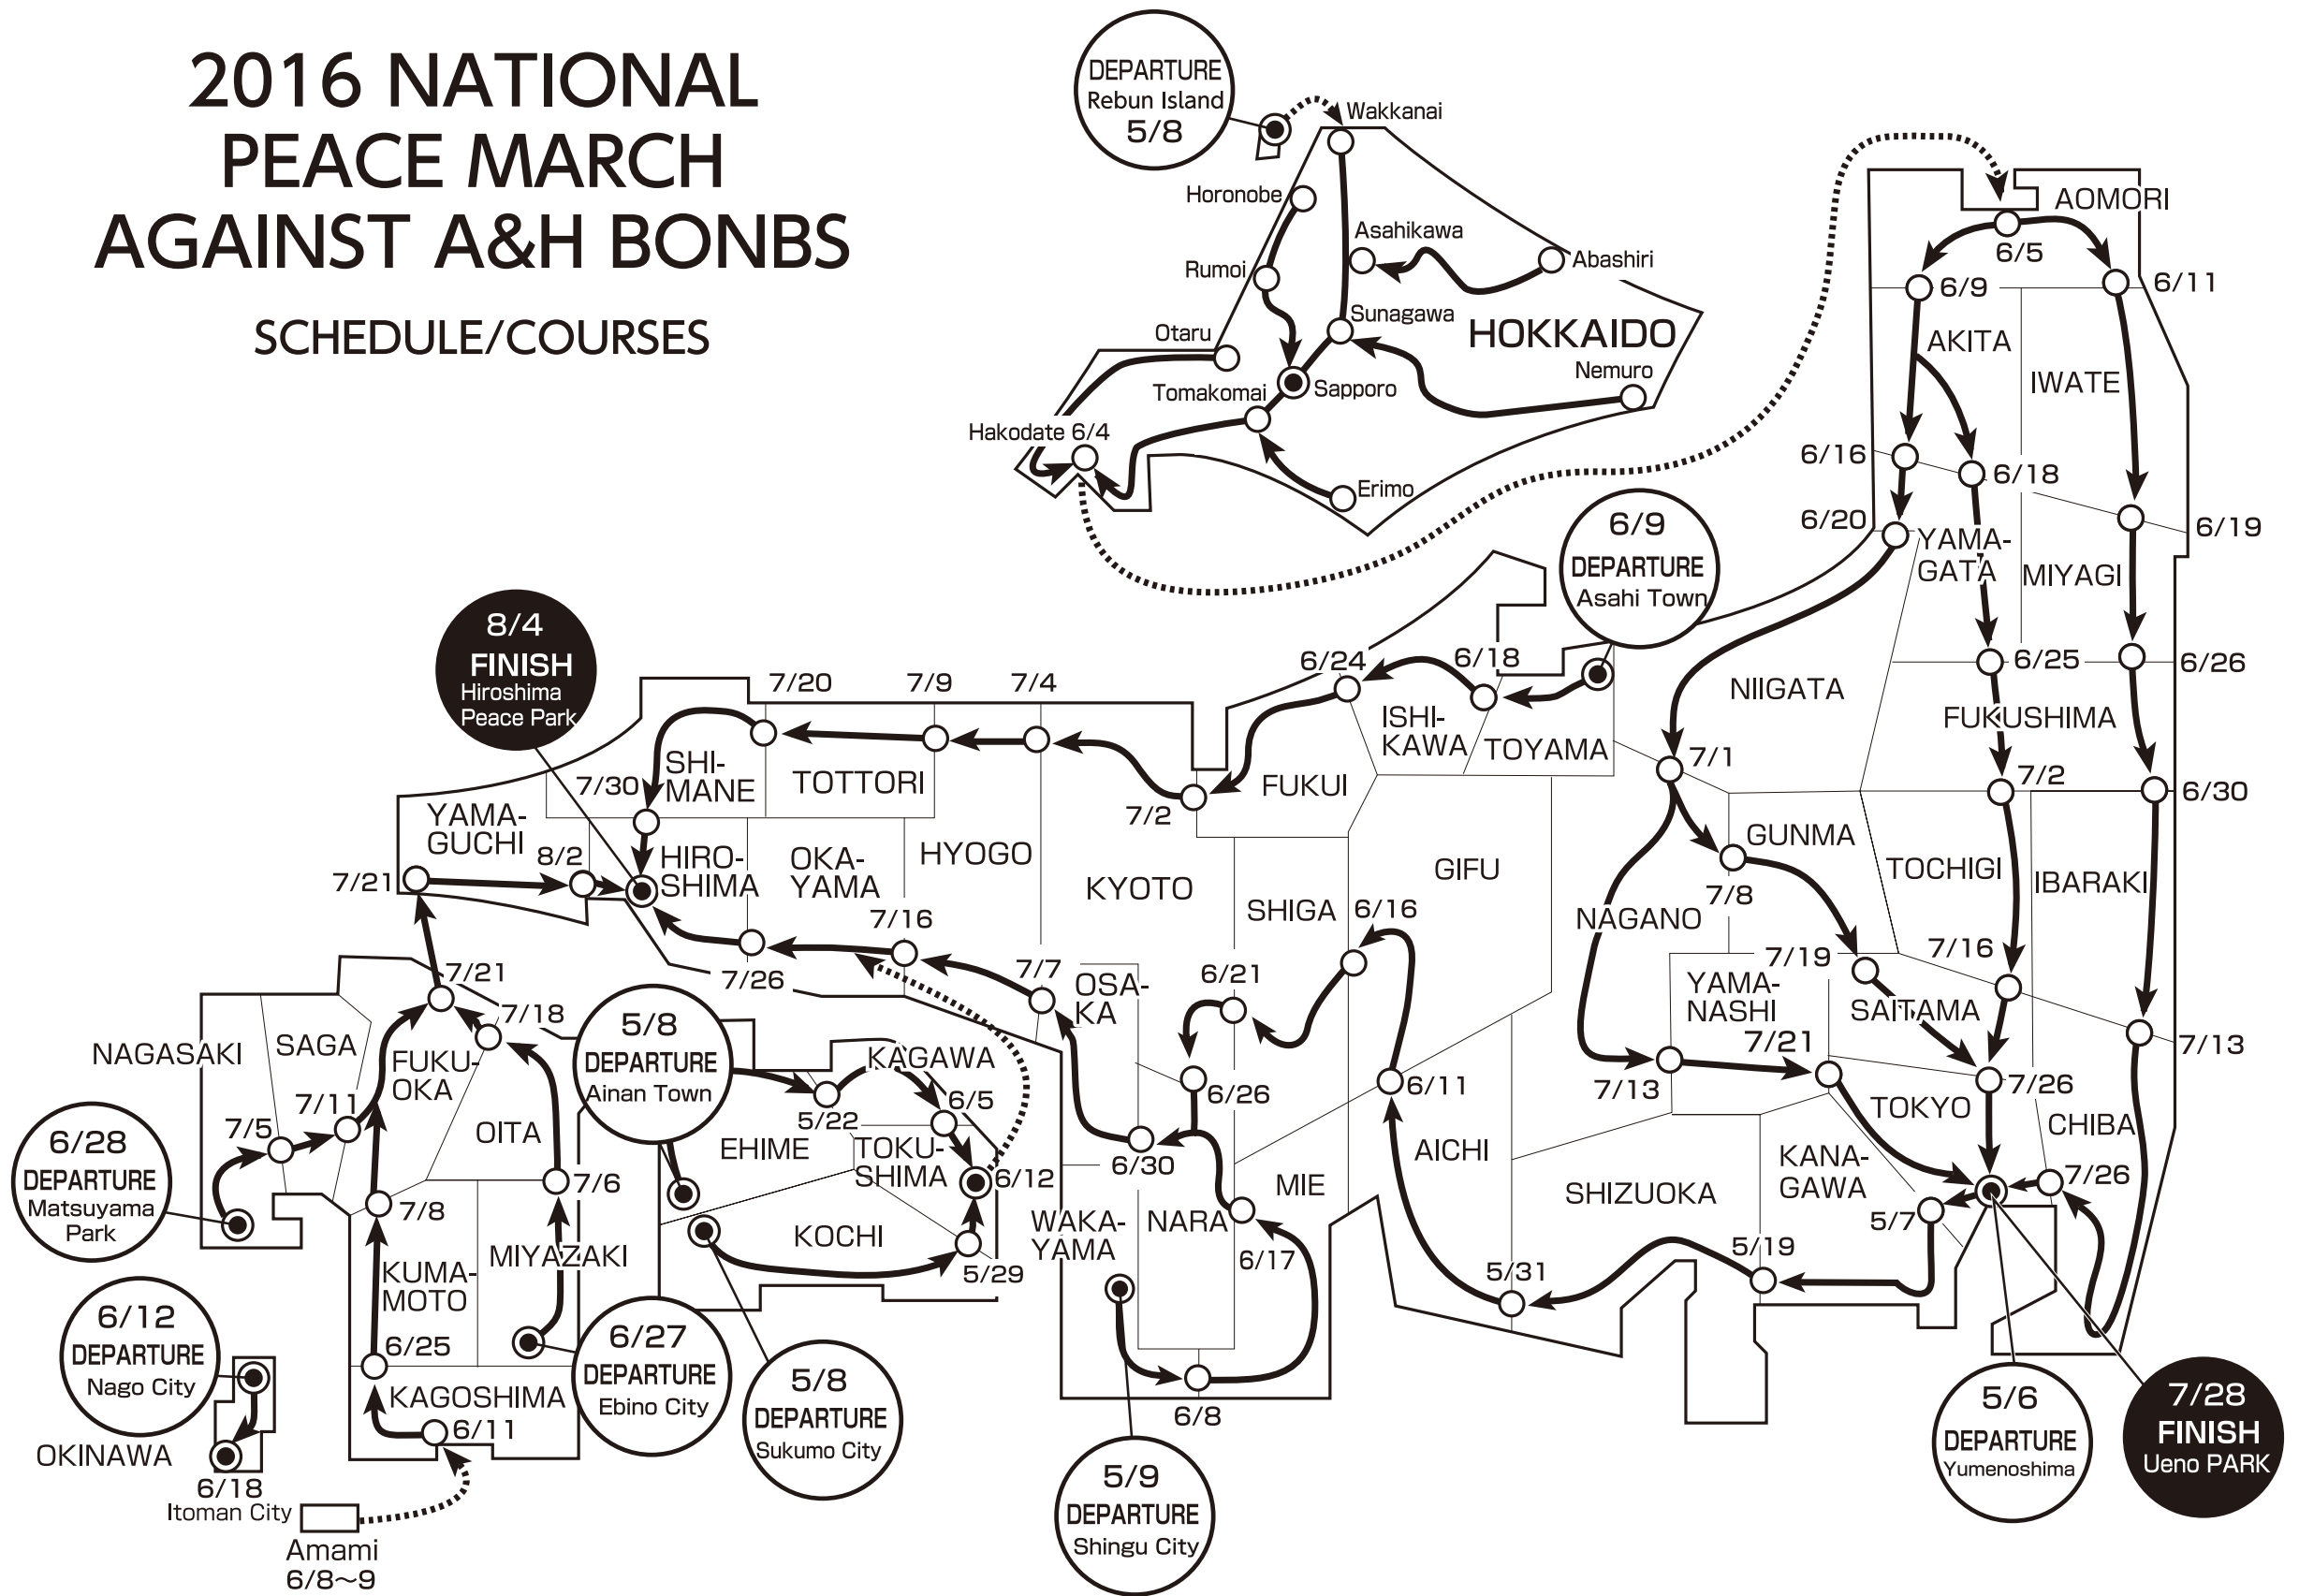 2016 NATIONAL
PEACE MARCH
AGAINST A&H BONBS
SCHEDULE/COURSES
DEPARTURE
Rebun Island
5/8
Wakkanai
Horonobe
Asahikawa
Abashiri
Rumoi
Sunagawa
HOKKAIDO
Otaru
Nemuro
Tomakomai
Sapporo
Hakodate 6/4
Erimo
AOMORI
6/5
6/9
6/11
AKITA
IWATE
6/16
6/18
6/20
6/19
YAMA-
GATA
MIYAGI
6/25
6/26
NIIGATA
FUKUSHIMA
7/1
7/2
6/30
6/9
DEPARTURE
Asahi Town
6/24
6/18
ISHI-
KAWA
TOYAMA
FUKUI
7/2
8/4
FINISH
Hiroshima
Peace Park
7/20
7/9
7/4
SHI-
MANE
TOTTORI
7/30
YAMA-
GUCHI
8/2
7/21
HIRO-
SHIMA
OKA-
YAMA
HYOGO
KYOTO
SHIGA
GIFU
6/16
NAGANO
GUNMA
7/8
TOCHIGI
IBARAKI
7/16
7/26
7/7
OSA-
KA
6/21
6/26
6/30
YAMA-
NASHI
7/19
SAITAMA
7/16
7/13
7/21
7/13
7/26
TOKYO
CHIBA
7/26
KANA-
GAWA
5/7
5/19
SHIZUOKA
5/31
AICHI
6/11
MIE
NARA
6/17
WAKA-
YAMA
6/8
7/21
7/18
NAGASAKI
SAGA
FUKU-
OKA
7/11
7/5
OITA
7/6
7/8
MIYAZAKI
KUMA-
MOTO
6/25
KAGOSHIMA
6/11
6/28
DEPARTURE
Matsuyama
Park
6/12
DEPARTURE
Nago City
OKINAWA
6/18
Itoman City
Amami
6/8～9
5/8
DEPARTURE
Ainan Town
KAGAWA
5/22
6/5
EHIME
TOKU-
SHIMA
6/12
KOCHI
5/29
6/27
DEPARTURE
Ebino City
5/8
DEPARTURE
Sukumo City
5/9
DEPARTURE
Shingu City
5/6
DEPARTURE
Yumenoshima
7/28
FINISH
Ueno PARK